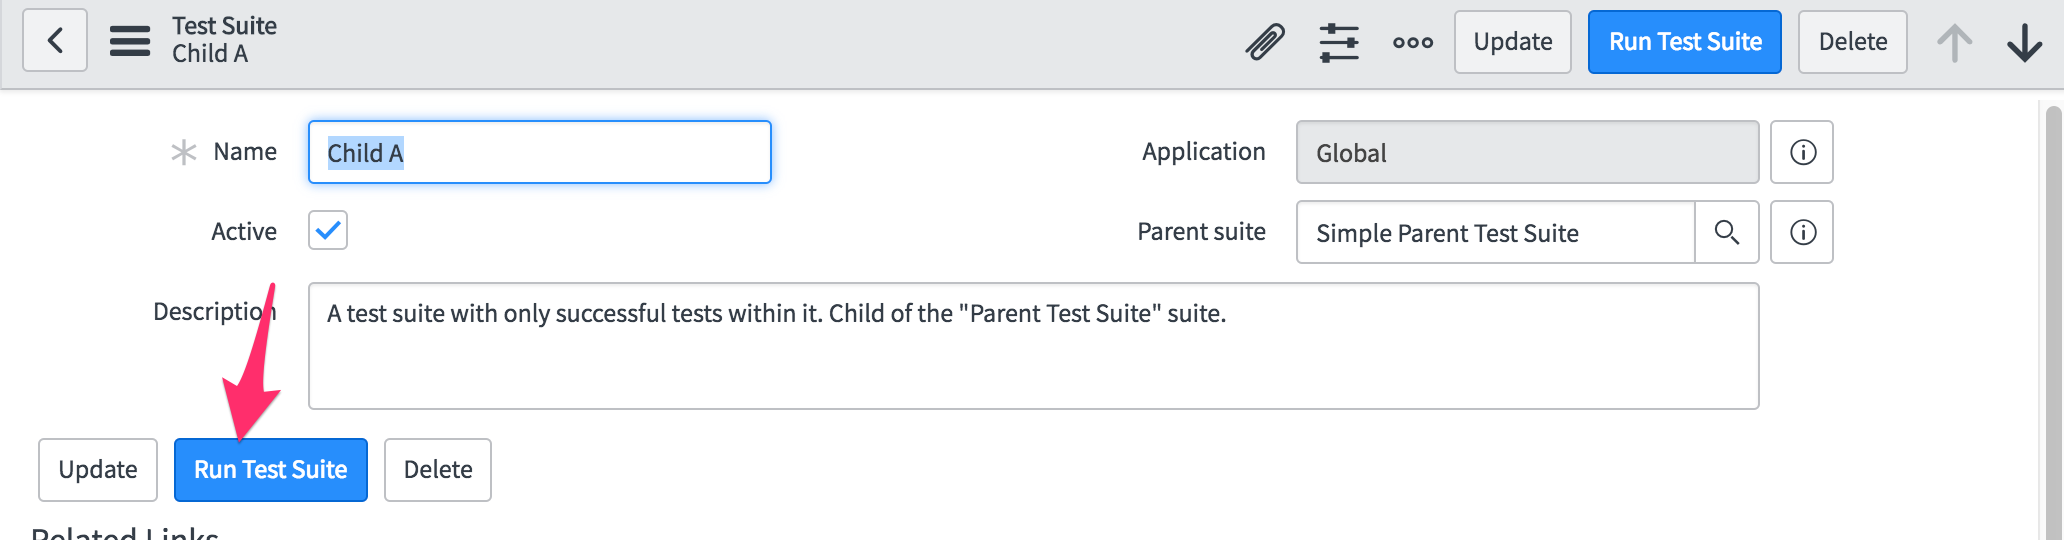 Test Suite
Child A
Update
Run Test Suite
Delete
Name
Child A
Application
Global
Active
Parent suite
Simple Parent Test Suite
Description
A test suite with only successful tests within it. Child of the "Parent Test Suite" suite.
Update
Run Test Suite
Delete
Related Links